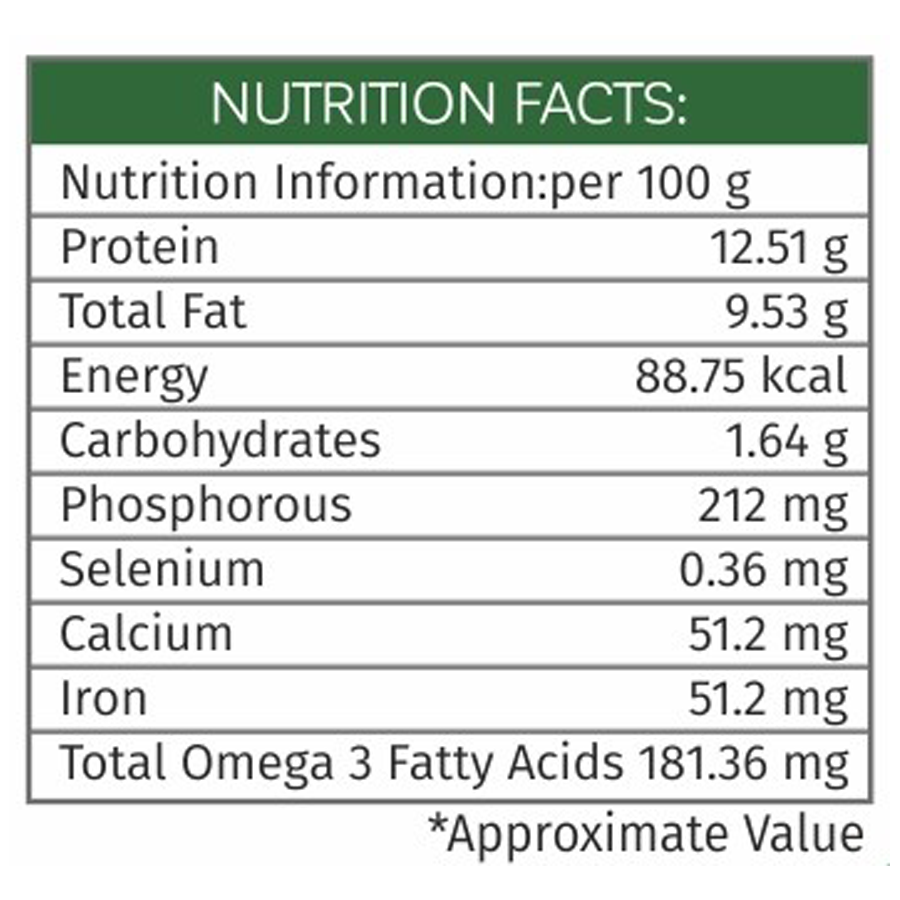 NUTRITION FACTS:
Nutrition Information:per 100 g
Protein 12.51 g
Total Fat 9.53 g
Energy 88.75 kcal
Carbohydrates 1.64 g
Phosphorous 212 mg
Selenium 0.36 mg
Calcium 51.2 mg
Iron 51.2 mg
Total Omega 3 Fatty Acids 181.36 mg
*Approximate Value